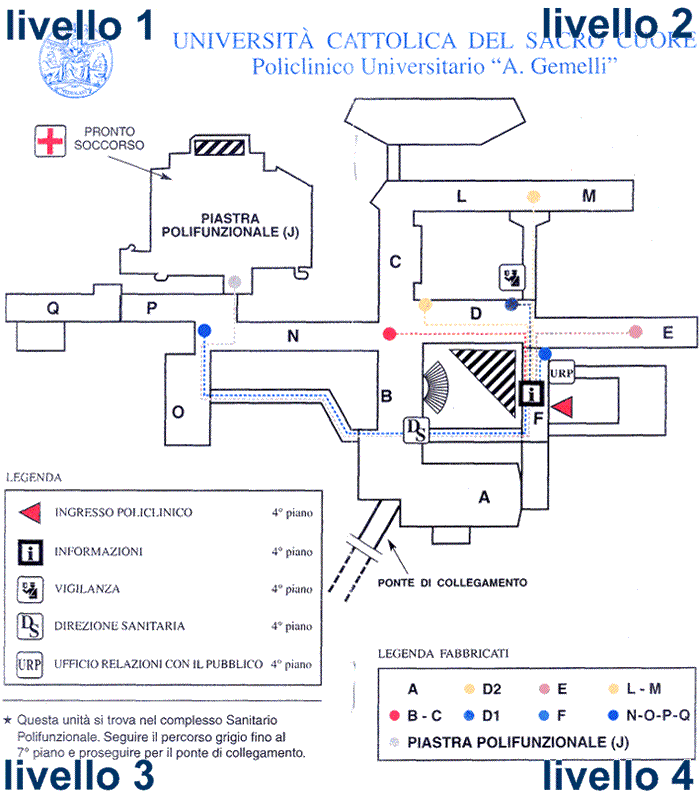 livello 1
livello 2
UNIVERSITÀ CATTOLICA DEL SACRO CUORE
Policlinico Universitario “A. Gemelli”
PRONTO
SOCCORSO
L
M
PIASTRA
POLIFUNZIONALE (J)
C
Q
P
D
N
E
URP
i
B
O
F
DS
LEGENDA
A
INGRESSO POLICLINICO 4° piano
i INFORMAZIONI 4° piano
VIGILANZA 4° piano
PONTE DI COLLEGAMENTO
DS DIREZIONE SANITARIA 4° piano
URP UFFICIO RELAZIONI CON IL PUBBLICO 4° piano
LEGENDA FABBRICATI
A D2 E L - M
B - C D1 F N-O-P-Q
PIASTRA POLIFUNZIONALE (J)
★ Questa unità si trova nel complesso Sanitario
Polifunzionale. Seguire il percorso grigio fino al
7° piano e proseguire per il ponte di collegamento.
livello 3
livello 4